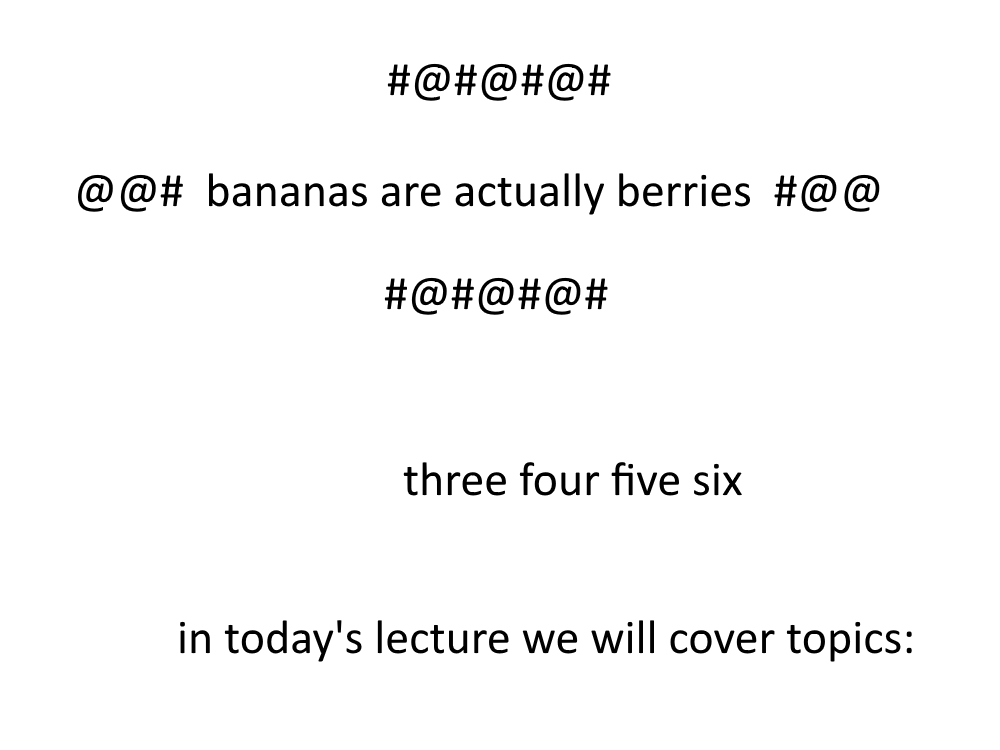 #@#@#@#
@@#  bananas are actually berries  #@@
#@#@#@#
three four five six
in today's lecture we will cover topics: